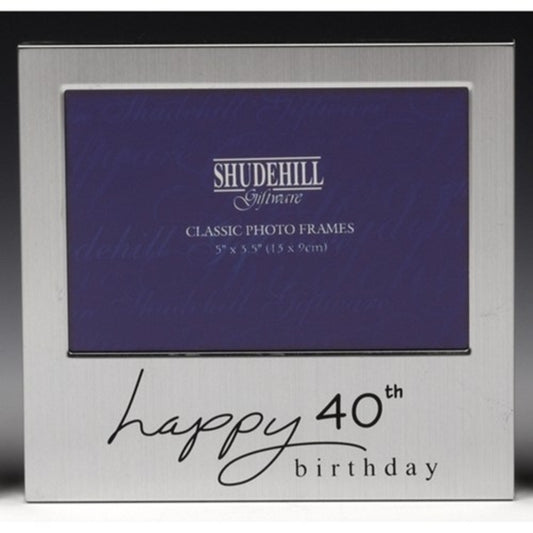 SHUDEHILL
Giftware
CLASSIC PHOTO FRAMES
5" x 3.5" (13 x 9cm)
happy 40th
birthday